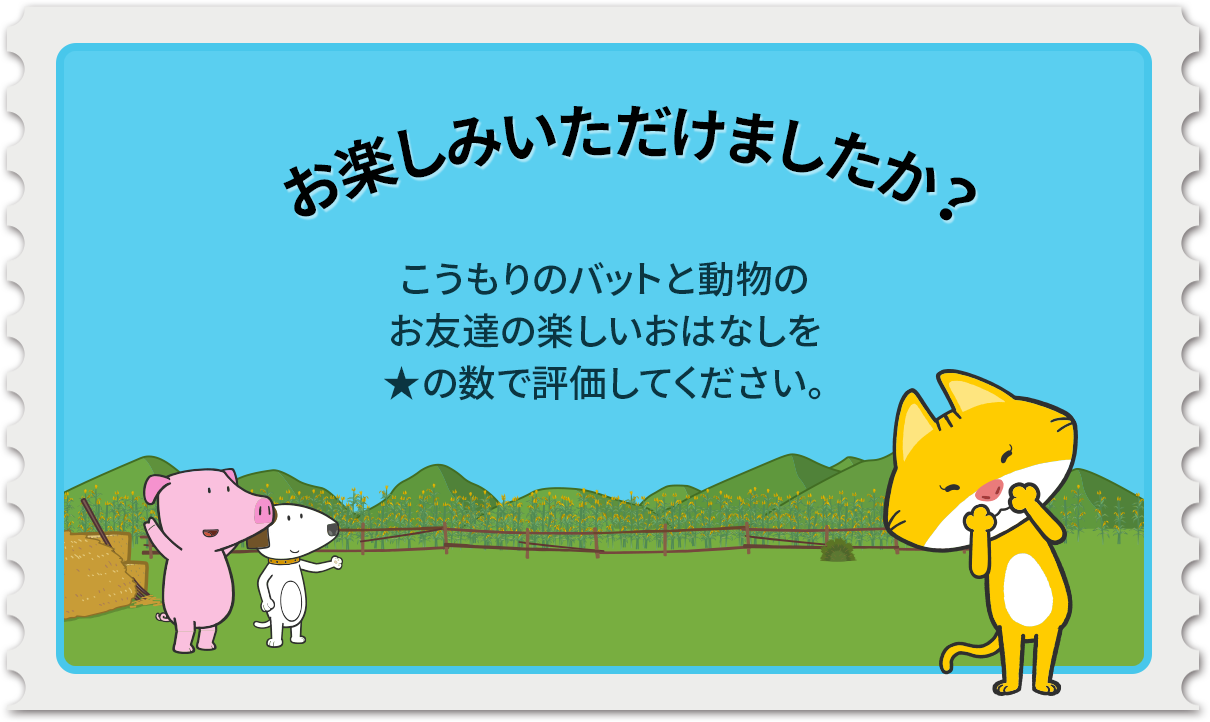 お楽しみいただけましたか？
こうもりのバットと動物の
お友達の楽しいおはなしを
★の数で評価してください。